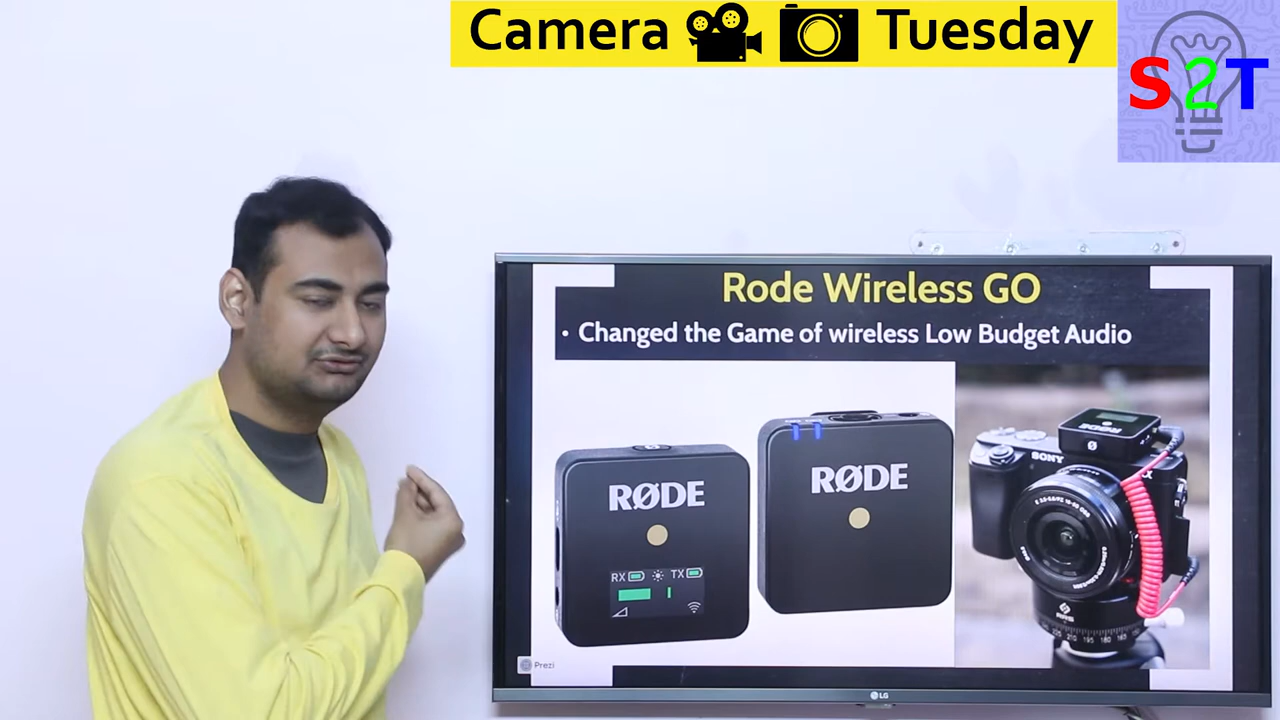 Camera Tuesday
S2T
Rode Wireless GO
• Changed the Game of wireless Low Budget Audio
RØDE
RX TX
RØDE
RØDE
SONY
Prezi
LG